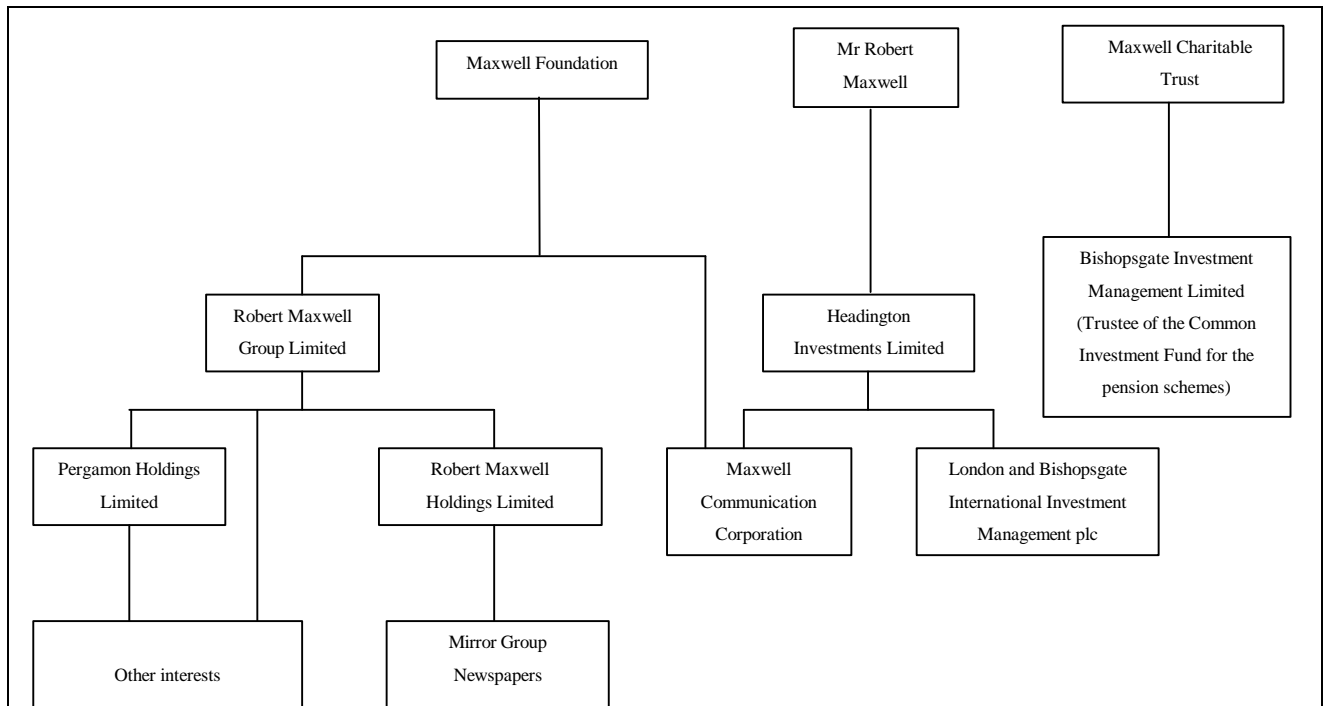 Maxwell Foundation
Mr Robert
Maxwell
Maxwell Charitable
Trust
Robert Maxwell
Group Limited
Headington
Investments Limited
Bishopsgate Investment
Management Limited
(Trustee of the Common
Investment Fund for the
pension schemes)
Pergamon Holdings
Limited
Robert Maxwell
Holdings Limited
Maxwell
Communication
Corporation
London and Bishopsgate
International Investment
Management plc
Other interests
Mirror Group
Newspapers